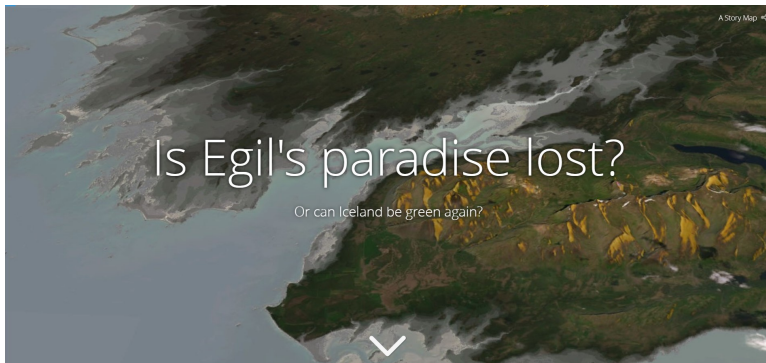 A Story Map
Is Egil's paradise lost?
Or can Iceland be green again?